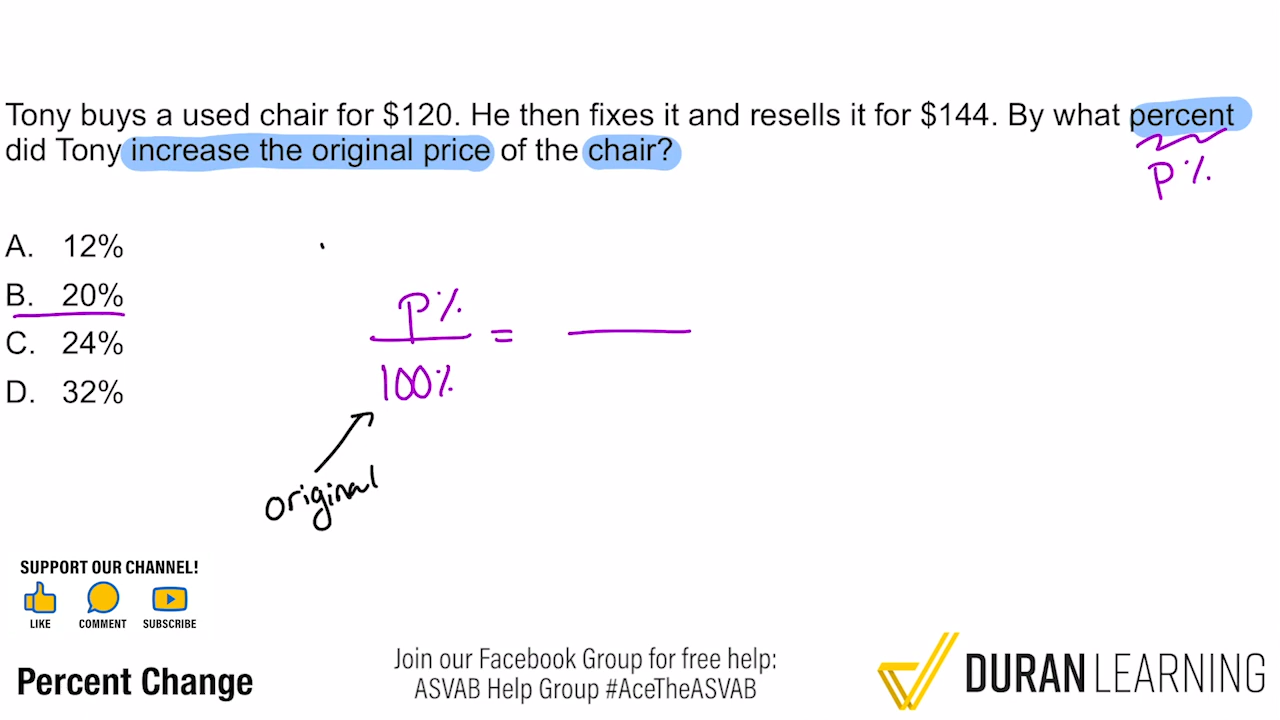 Tony buys a used chair for $120. He then fixes it and resells it for $144. By what percent
did Tony increase the original price of the chair?
P%
A. 12%
B. 20%
C. 24%
D. 32%
P%
=
100%
original
SUPPORT OUR CHANNEL!
LIKE COMMENT SUBSCRIBE
Percent Change
Join our Facebook Group for free help:
ASVAB Help Group #AceTheASVAB
DURAN LEARNING